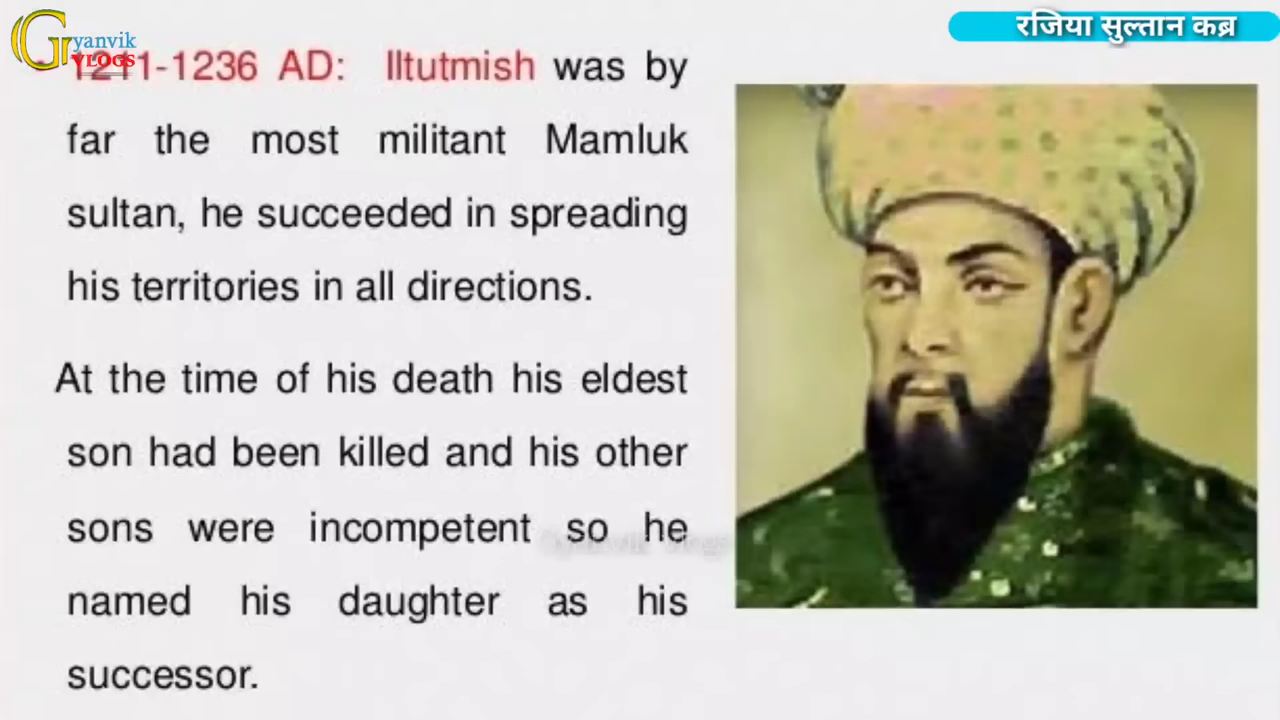 Gyanvik
VLOGS
रजिया सुल्तान कब्र
1211-1236 AD: Iltutmish was by
far the most militant Mamluk
sultan, he succeeded in spreading
his territories in all directions.
At the time of his death his eldest
son had been killed and his other
sons were incompetent so he
named his daughter as his
successor.
Gyanvik Vlogs